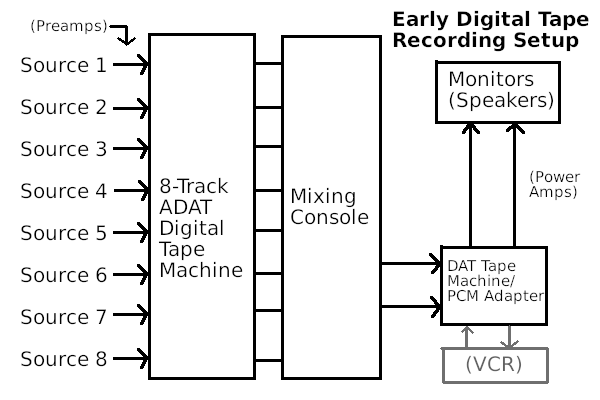 Early Digital Tape
Recording Setup
(Preamps)
Source 1
Source 2
Source 3
Source 4
Source 5
Source 6
Source 7
Source 8
8-Track
ADAT
Digital
Tape
Machine
Mixing
Console
Monitors
(Speakers)
(Power
Amps)
DAT Tape
Machine/
PCM Adapter
(VCR)